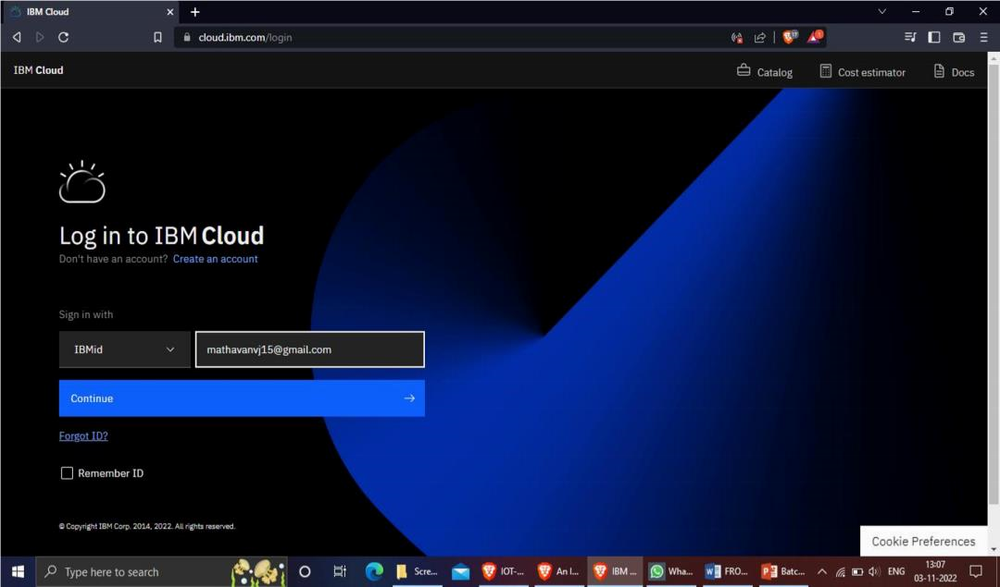 IBM Cloud
cloud.ibm.com/login
17
1
IBM Cloud
Catalog
Cost estimator
Docs
Log in to IBM Cloud
Don't have an account? Create an account
Sign in with
IBMid
mathavanvj15@gmail.com
Continue
Forgot ID?
Remember ID
© Copyright IBM Corp. 2014, 2022. All rights reserved.
Cookie Preferences
Type here to search
Scre...
IOT-...
An I...
IBM ...
Wha...
FRO...
Batc...
ENG
13:07
03-11-2022